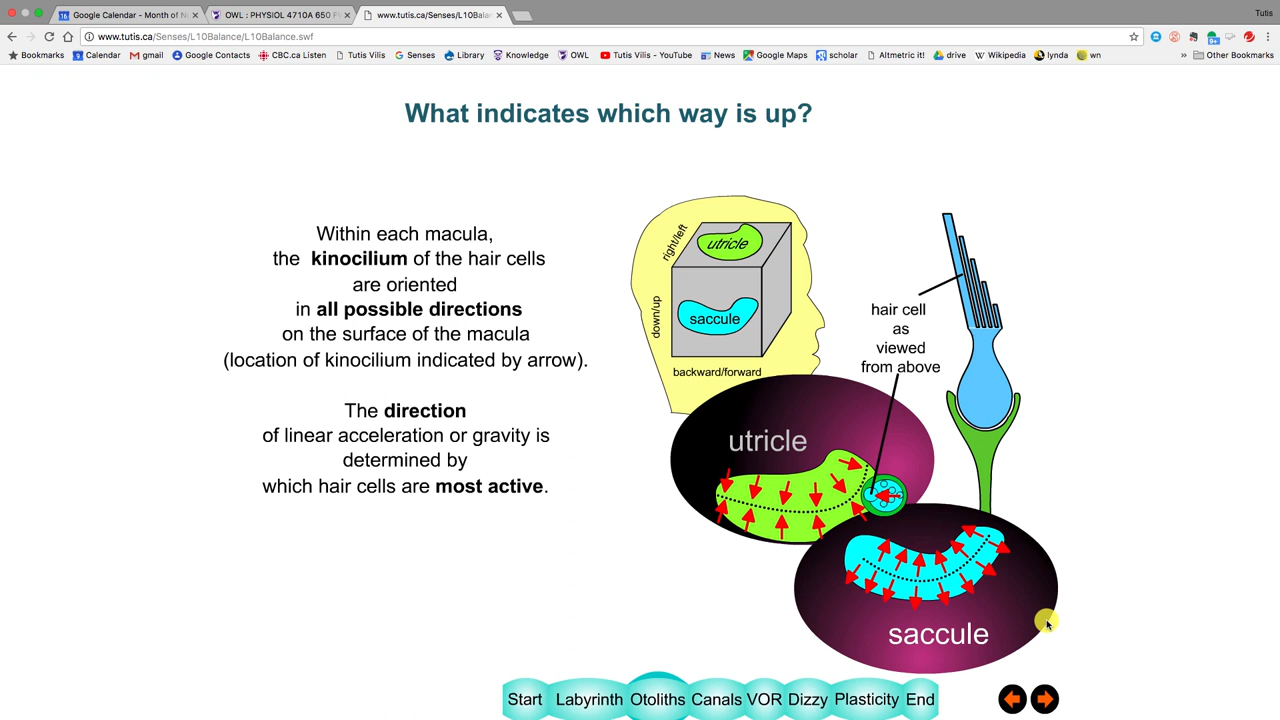 Google Calendar - Month of N
OWL : PHYSIOL 4710A 650 F
www.tutis.ca/Senses/L10Bala
Tutis
www.tutis.ca/Senses/L10Balance/L10Balance.swf
Bookmarks Calendar gmail Google Contacts CBC.ca Listen Tutis Vilis Senses Library Knowledge OWL Tutis Vilis - YouTube News Google Maps scholar Altmetric it! drive Wikipedia lynda wn » Other Bookmarks
What indicates which way is up?
Within each macula,
the kinocilium of the hair cells
are oriented
in all possible directions
on the surface of the macula
(location of kinocilium indicated by arrow).
The direction
of linear acceleration or gravity is
determined by
which hair cells are most active.
right/left
utricle
down/up
saccule
backward/forward
hair cell
as
viewed
from above
utricle
saccule
Start Labyrinth Otoliths Canals VOR Dizzy Plasticity End